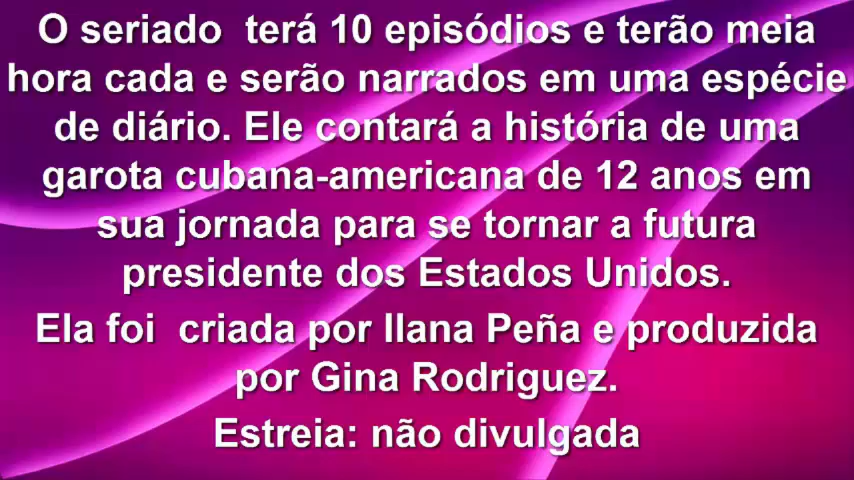 O seriado  terá 10 episódios e terão meia
hora cada e serão narrados em uma espécie
de diário. Ele contará a história de uma
garota cubana-americana de 12 anos em
sua jornada para se tornar a futura
presidente dos Estados Unidos.
Ela foi  criada por Ilana Peña e produzida
por Gina Rodriguez.
Estreia: não divulgada